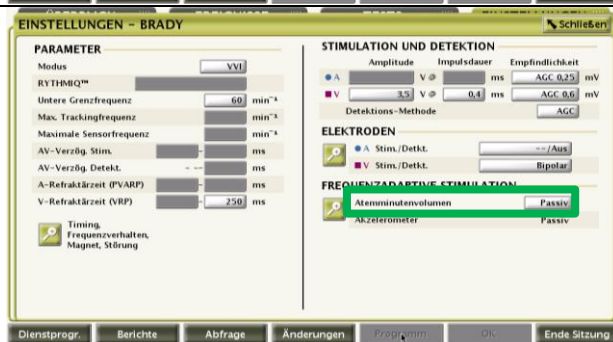 EINSTELLUNGEN - BRADY
Schließen
PARAMETER
Modus VVI
RYTHMIQ™
Untere Grenzfrequenz 60 min⁻¹
Max. Trackingfrequenz min⁻¹
Maximale Sensorfrequenz min⁻¹
AV-Verzög. Stim. - ms
AV-Verzög. Detekt. - -- - ms
A-Refraktärzeit (PVARP) - ms
V-Refraktärzeit (VRP) - 250 ms
Timing,
Frequenzverhalten,
Magnet, Störung
STIMULATION UND DETEKTION
Amplitude Impulsdauer Empfindlichkeit
A V @ ms AGC 0,25 mV
V 3,5 V @ 0,4 ms AGC 0,6 mV
Detektions-Methode AGC
ELEKTRODEN
A Stim./Detkt. --/Aus
V Stim./Detkt. Bipolar
FREQUENZADAPTIVE STIMULATION
Atemminutenvolumen Passiv
Akzelerometer Passiv
Dienstprogr. Berichte Abfrage Änderungen Programm OK Ende Sitzung